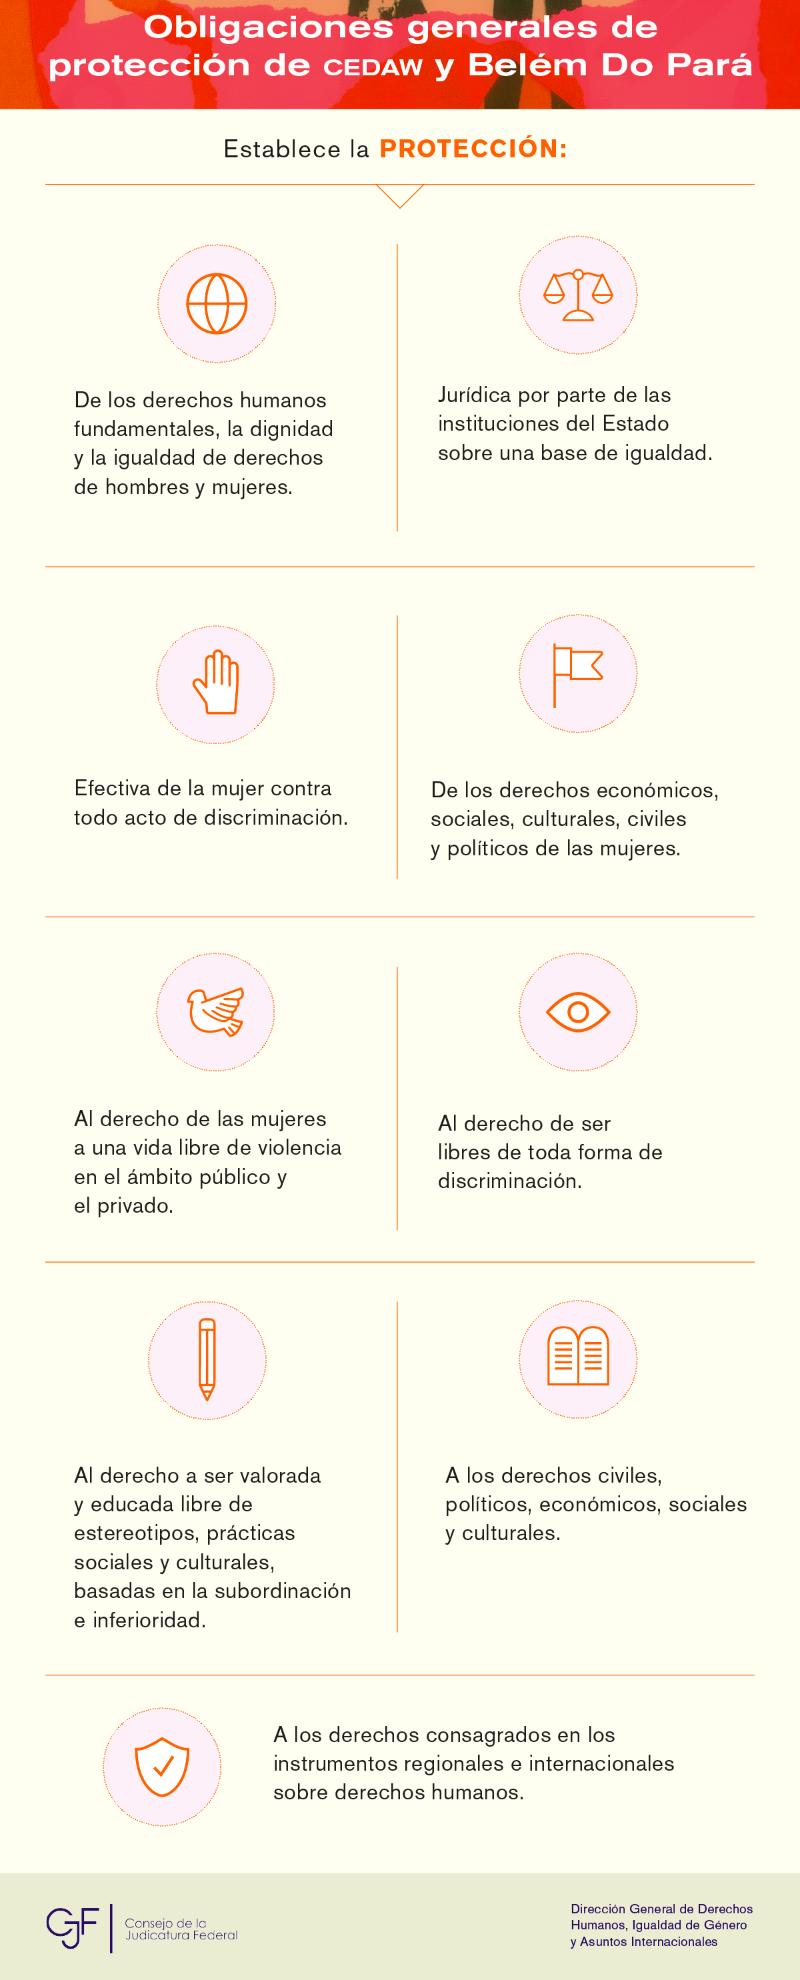 Obligaciones generales de
protección de CEDAW y Belém Do Pará
Establece la PROTECCIÓN:
De los derechos humanos
fundamentales, la dignidad
y la igualdad de derechos
de hombres y mujeres.
Jurídica por parte de las
instituciones del Estado
sobre una base de igualdad.
Efectiva de la mujer contra
todo acto de discriminación.
De los derechos económicos,
sociales, culturales, civiles
y políticos de las mujeres.
Al derecho de las mujeres
a una vida libre de violencia
en el ámbito público y
el privado.
Al derecho de ser
libres de toda forma de
discriminación.
Al derecho a ser valorada
y educada libre de
estereotipos, prácticas
sociales y culturales,
basadas en la subordinación
e inferioridad.
A los derechos civiles,
políticos, económicos, sociales
y culturales.
A los derechos consagrados en los
instrumentos regionales e internacionales
sobre derechos humanos.
CJF
Consejo de la
Judicatura Federal
Dirección General de Derechos
Humanos, Igualdad de Género
y Asuntos Internacionales